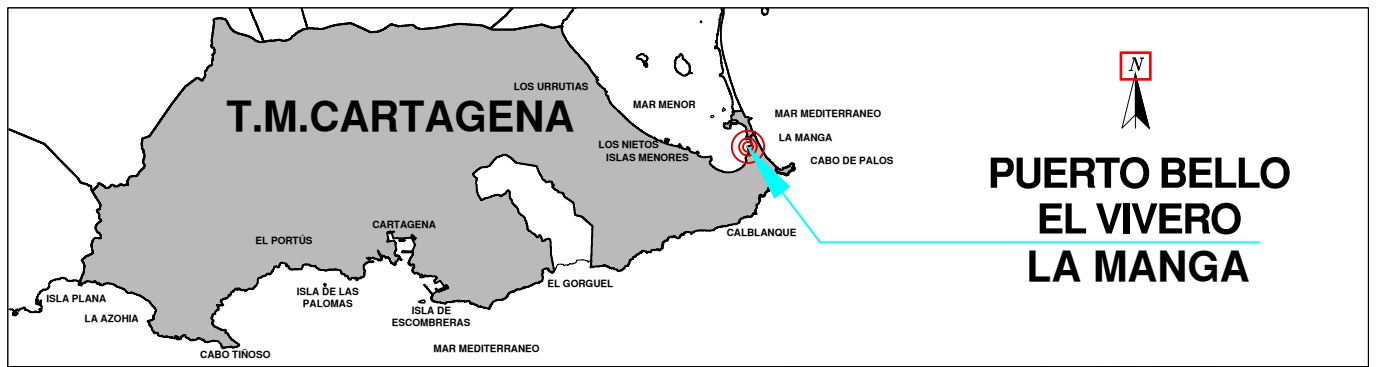 LOS URRUTIAS
MAR MENOR
T.M.CARTAGENA
MAR MEDITERRANEO
LA MANGA
LOS NIETOS
ISLAS MENORES
CABO DE PALOS
N
PUERTO BELLO
EL VIVERO
LA MANGA
CARTAGENA
EL PORTÚS
CALBLANQUE
EL GORGUEL
ISLA DE LAS
PALOMAS
ISLA PLANA
LA AZOHIA
ISLA DE
ESCOMBRERAS
CABO TIÑOSO
MAR MEDITERRANEO